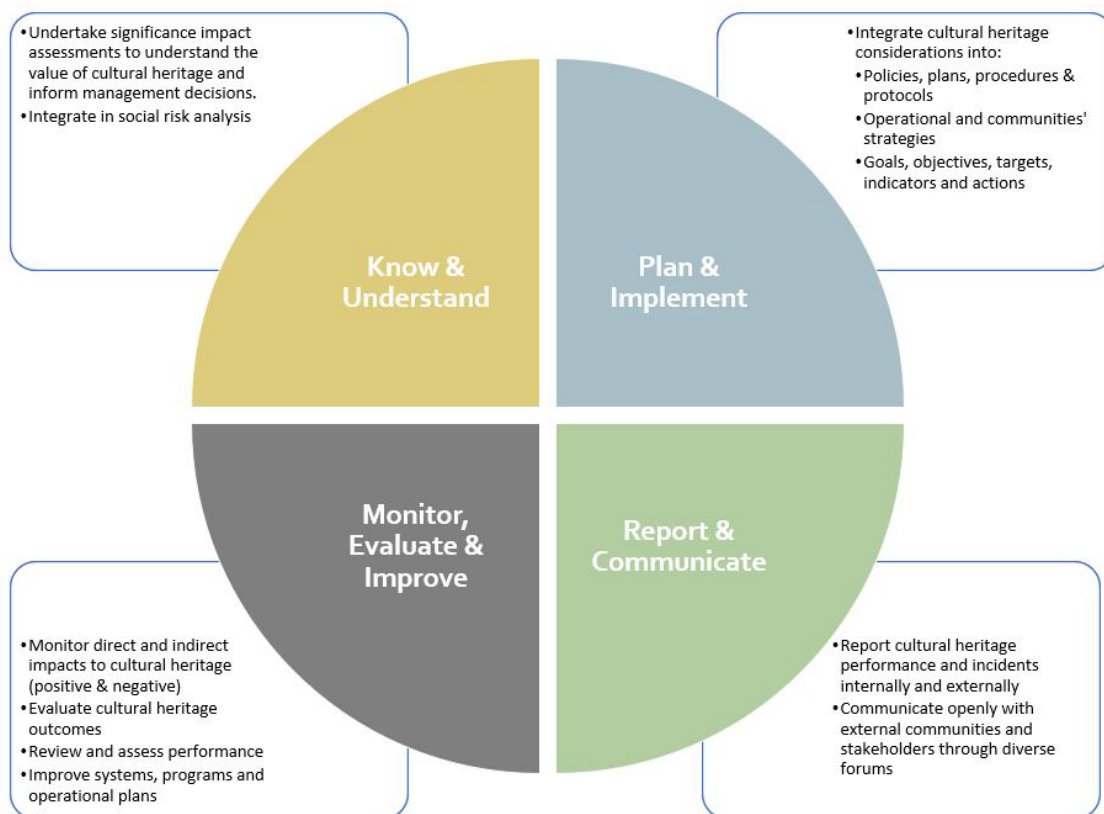 •Undertake significance impact
assessments to understand the
value of cultural heritage and
inform management decisions.
•Integrate in social risk analysis
•Integrate cultural heritage
considerations into:
•Policies, plans, procedures &
protocols
•Operational and communities'
strategies
•Goals, objectives, targets,
indicators and actions
Know &
Understand
Plan &
Implement
Monitor,
Evaluate &
Improve
Report &
Communicate
•Monitor direct and indirect
impacts to cultural heritage
(positive & negative)
•Evaluate cultural heritage
outcomes
•Review and assess performance
•Improve systems, programs and
operational plans
•Report cultural heritage
performance and incidents
internally and externally
•Communicate openly with
external communities and
stakeholders through diverse
forums